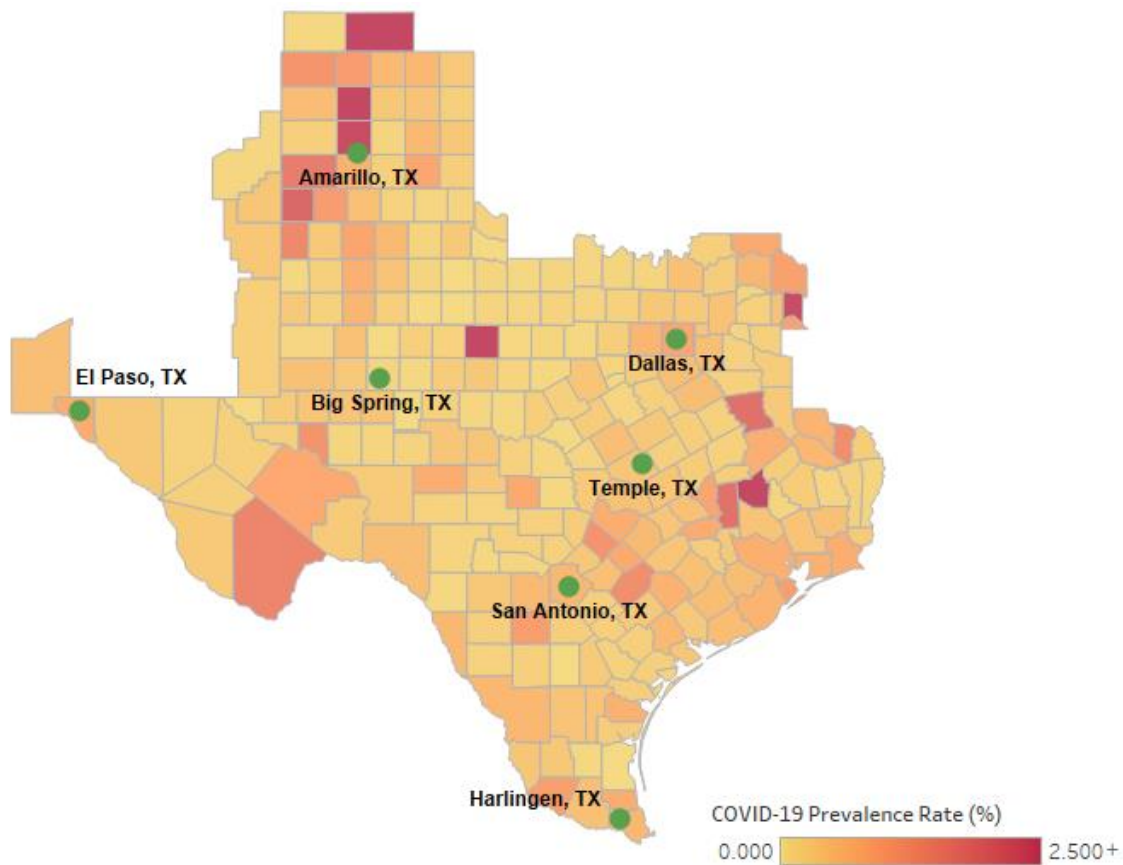 Amarillo, TX
El Paso, TX
Dallas, TX
Big Spring, TX
Temple, TX
San Antonio, TX
Harlingen, TX
COVID-19 Prevalence Rate (%)
0.000 2.500+